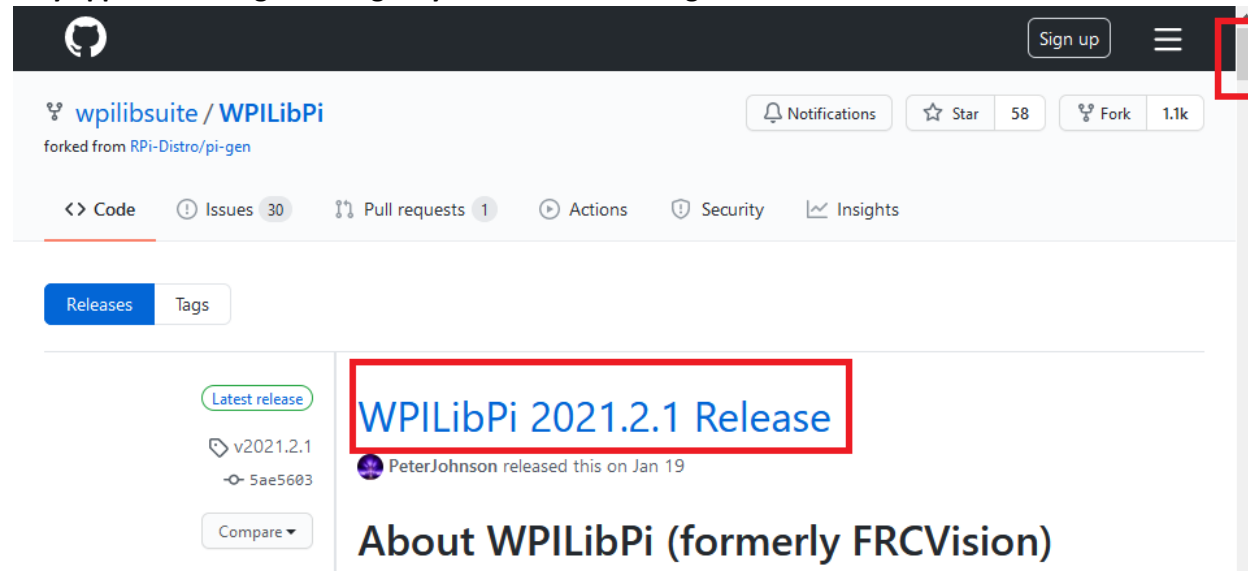 Sign up
wpilibsuite / WPILibPi
Notifications Star 58 Fork 1.1k
forked from RPi-Distro/pi-gen
<> Code Issues 30 Pull requests 1 Actions Security Insights
Releases Tags
Latest release
WPILibPi 2021.2.1 Release
v2021.2.1
PeterJohnson released this on Jan 19
5ae5603
Compare
About WPILibPi (formerly FRCVision)